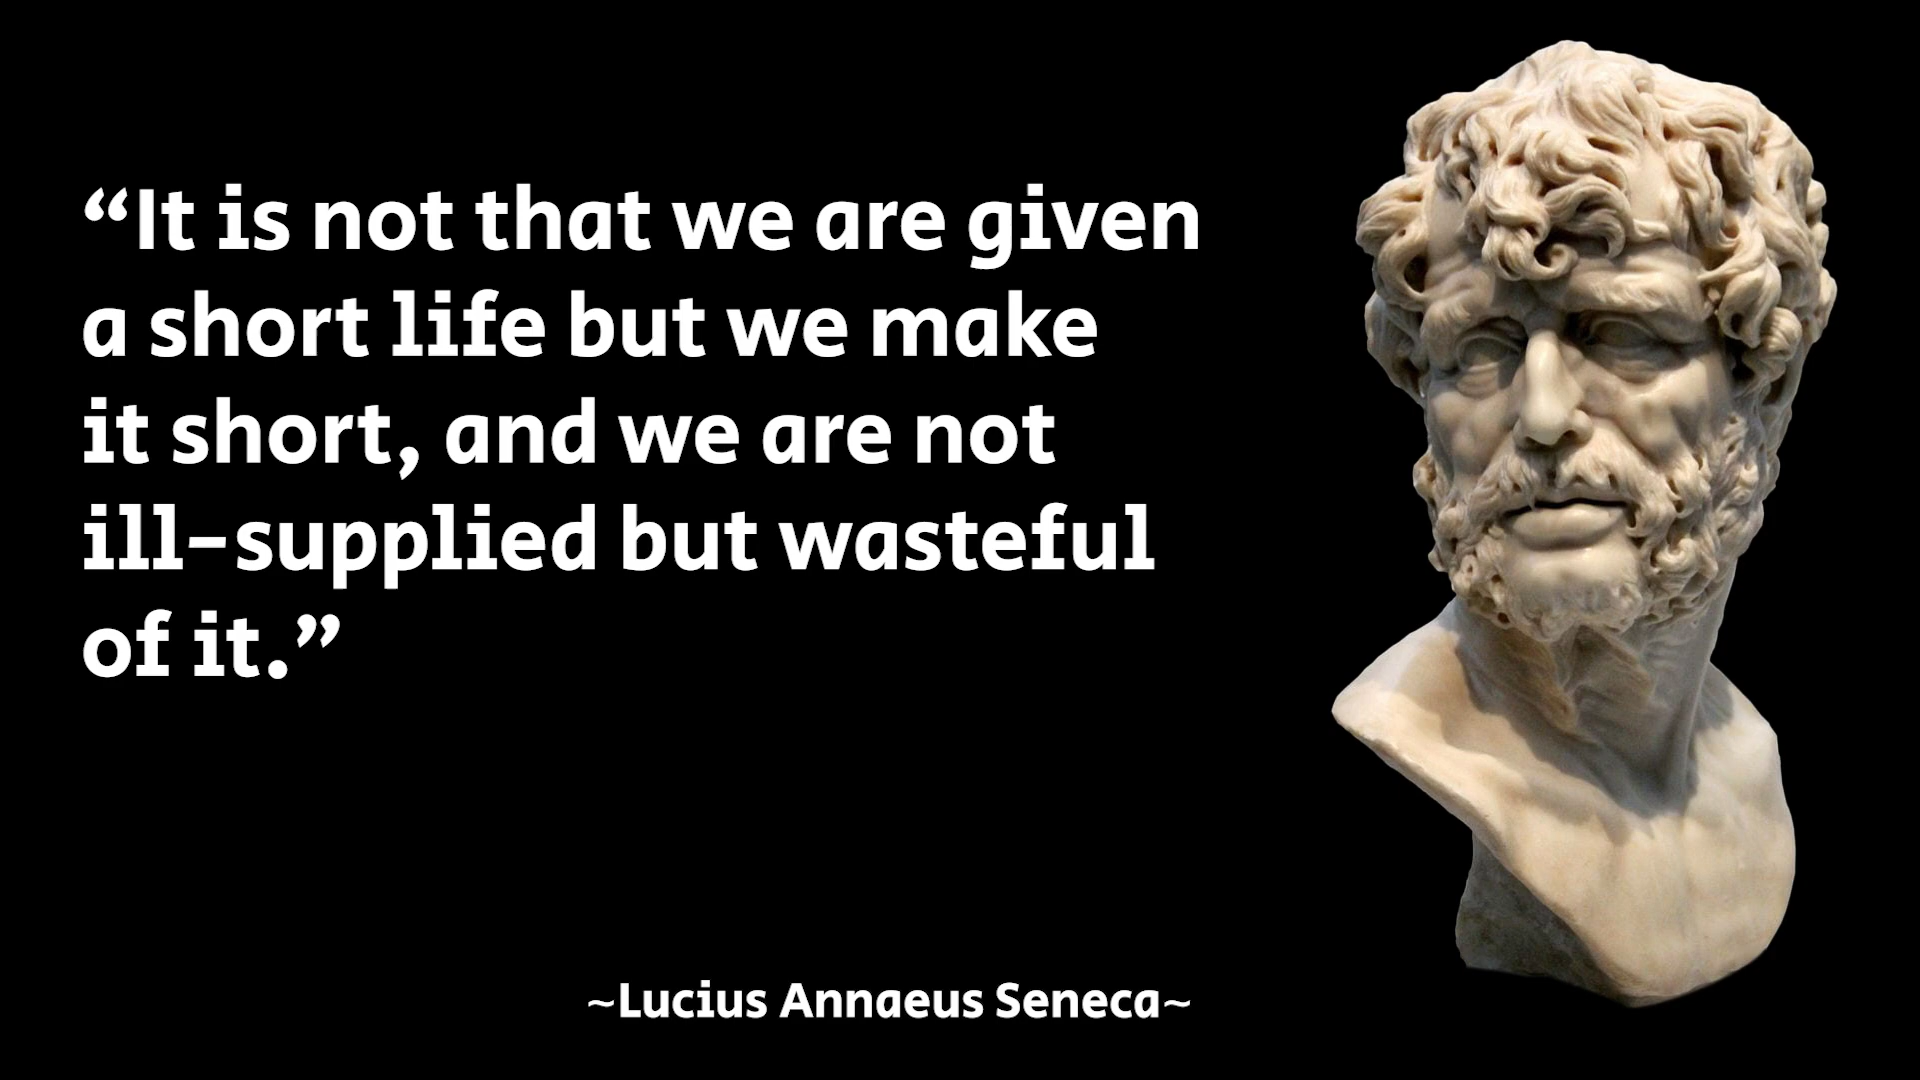 “It is not that we are given
a short life but we make
it short, and we are not
ill-supplied but wasteful
of it.”
~Lucius Annaeus Seneca~